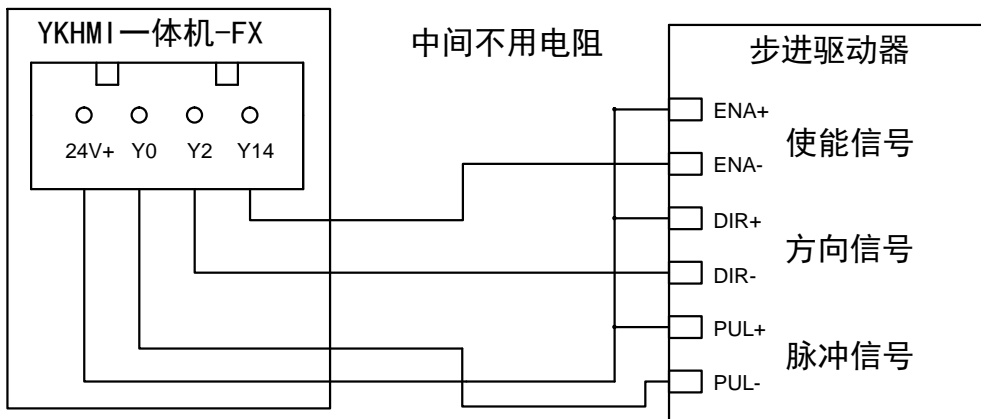 YKHMI一体机-FX
中间不用电阻
步进驱动器
24V+ Y0 Y2 Y14
ENA+
使能信号
ENA-
DIR+
方向信号
DIR-
PUL+
脉冲信号
PUL-